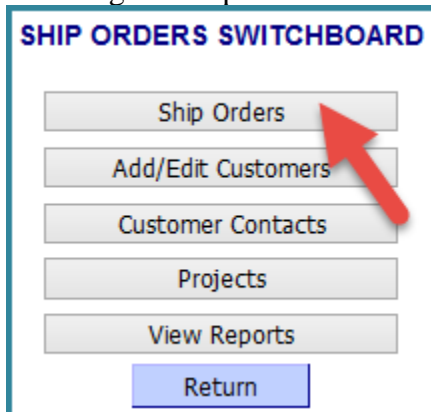 SHIP ORDERS SWITCHBOARD
Ship Orders
Add/Edit Customers
Customer Contacts
Projects
View Reports
Return